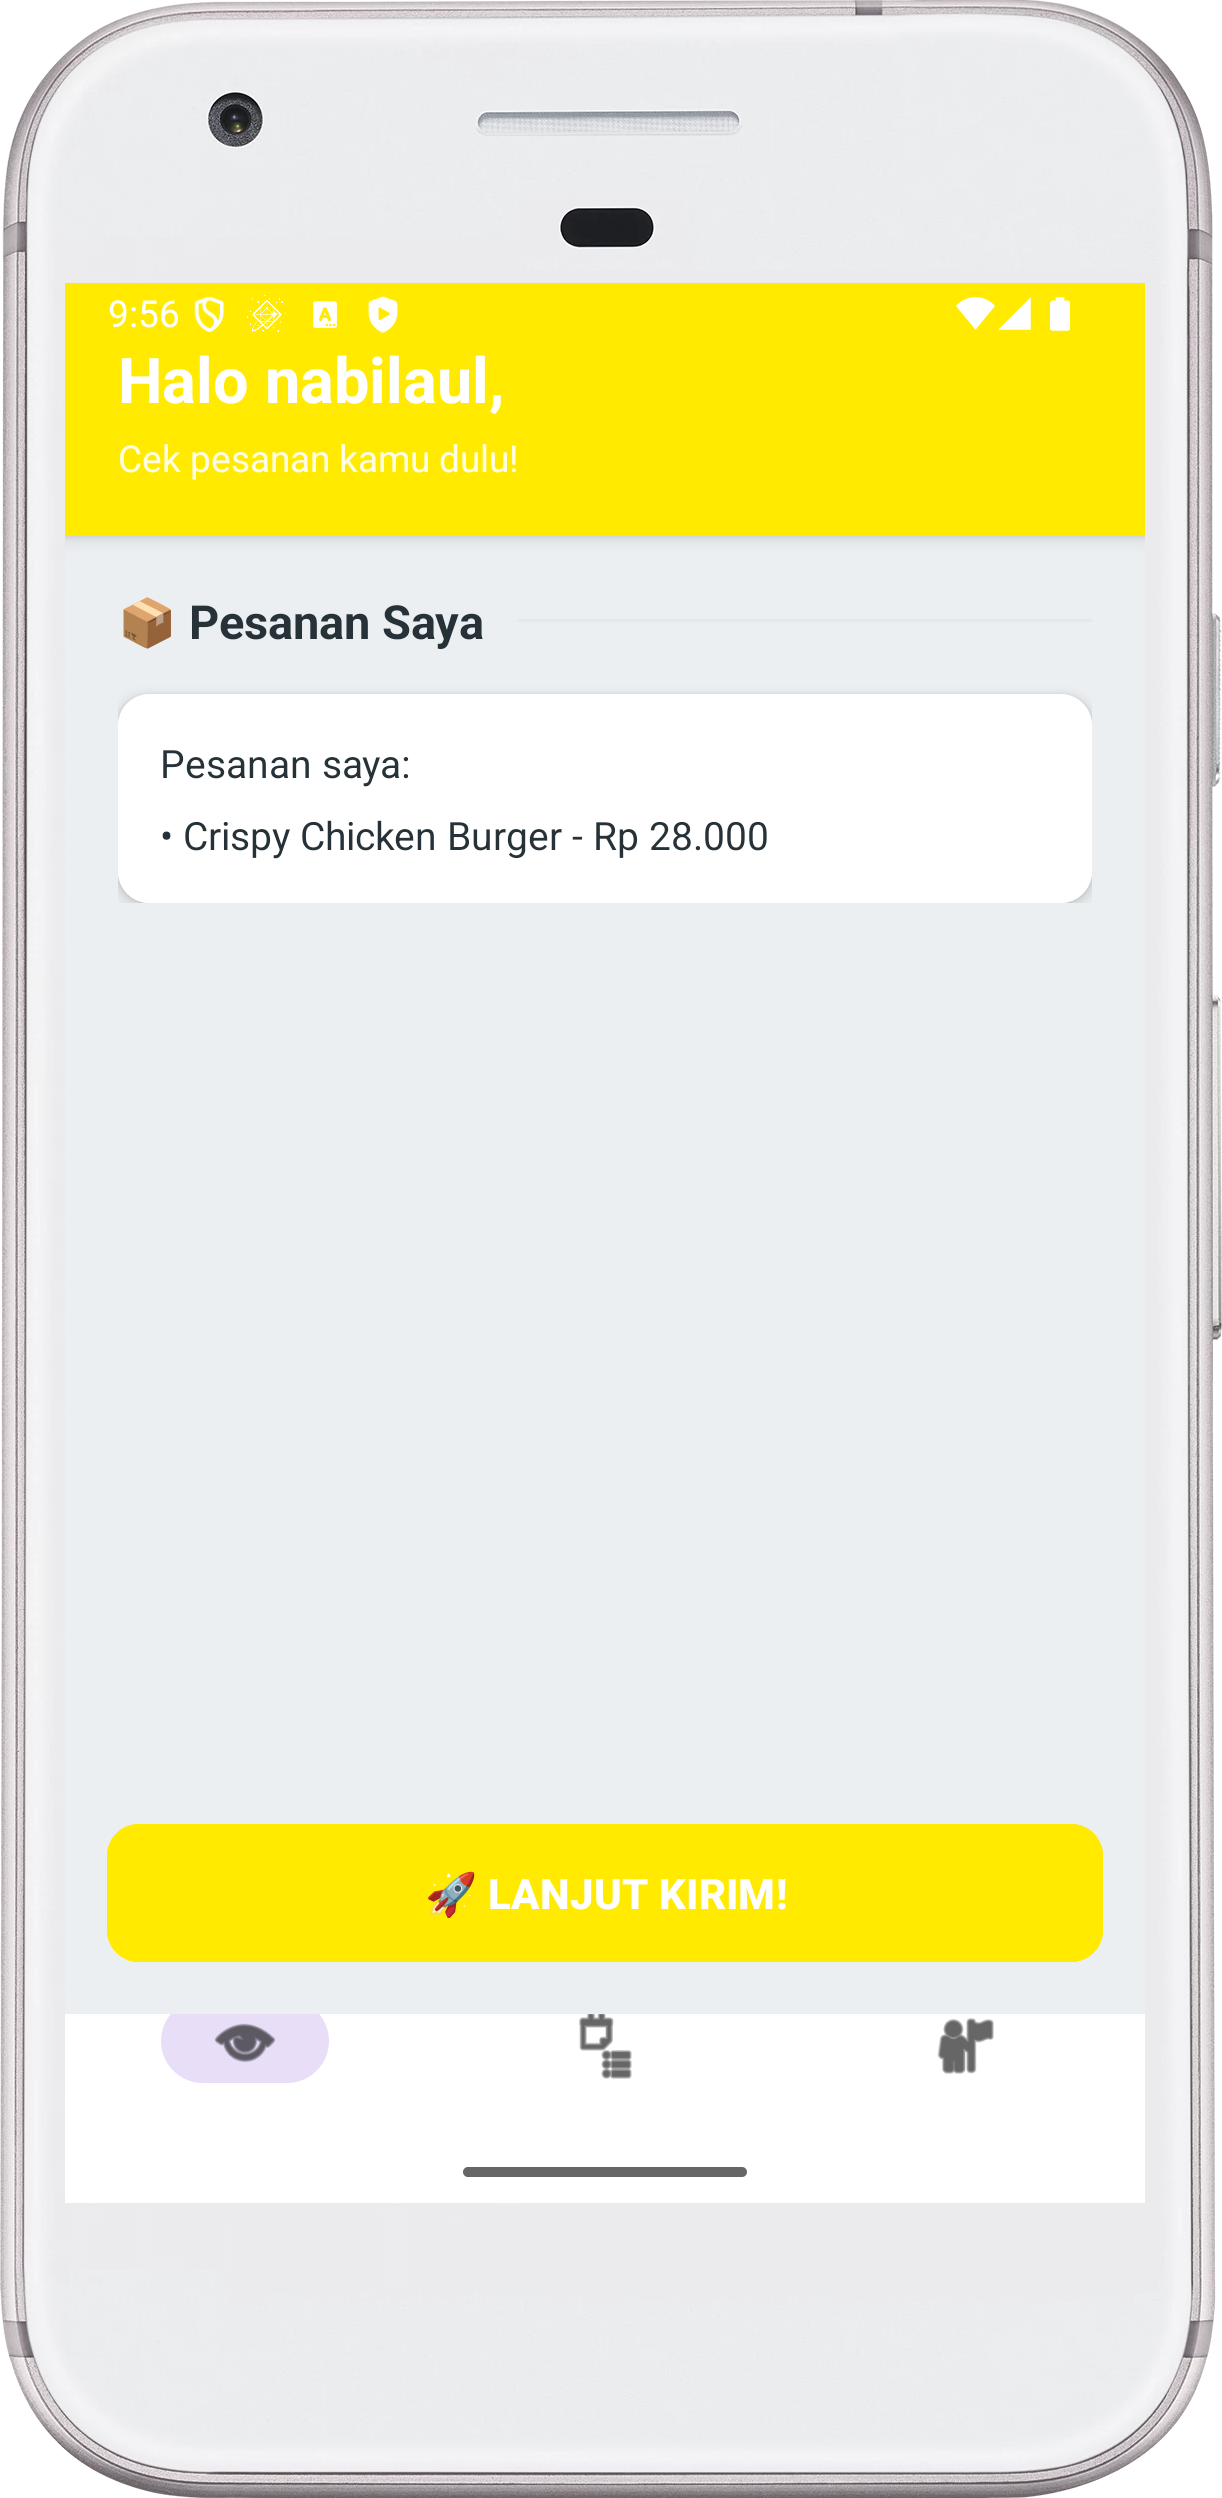 9:56
Halo nabilaul,
Cek pesanan kamu dulu!
📦 Pesanan Saya
Pesanan saya:
• Crispy Chicken Burger - Rp 28.000
🚀 LANJUT KIRIM!